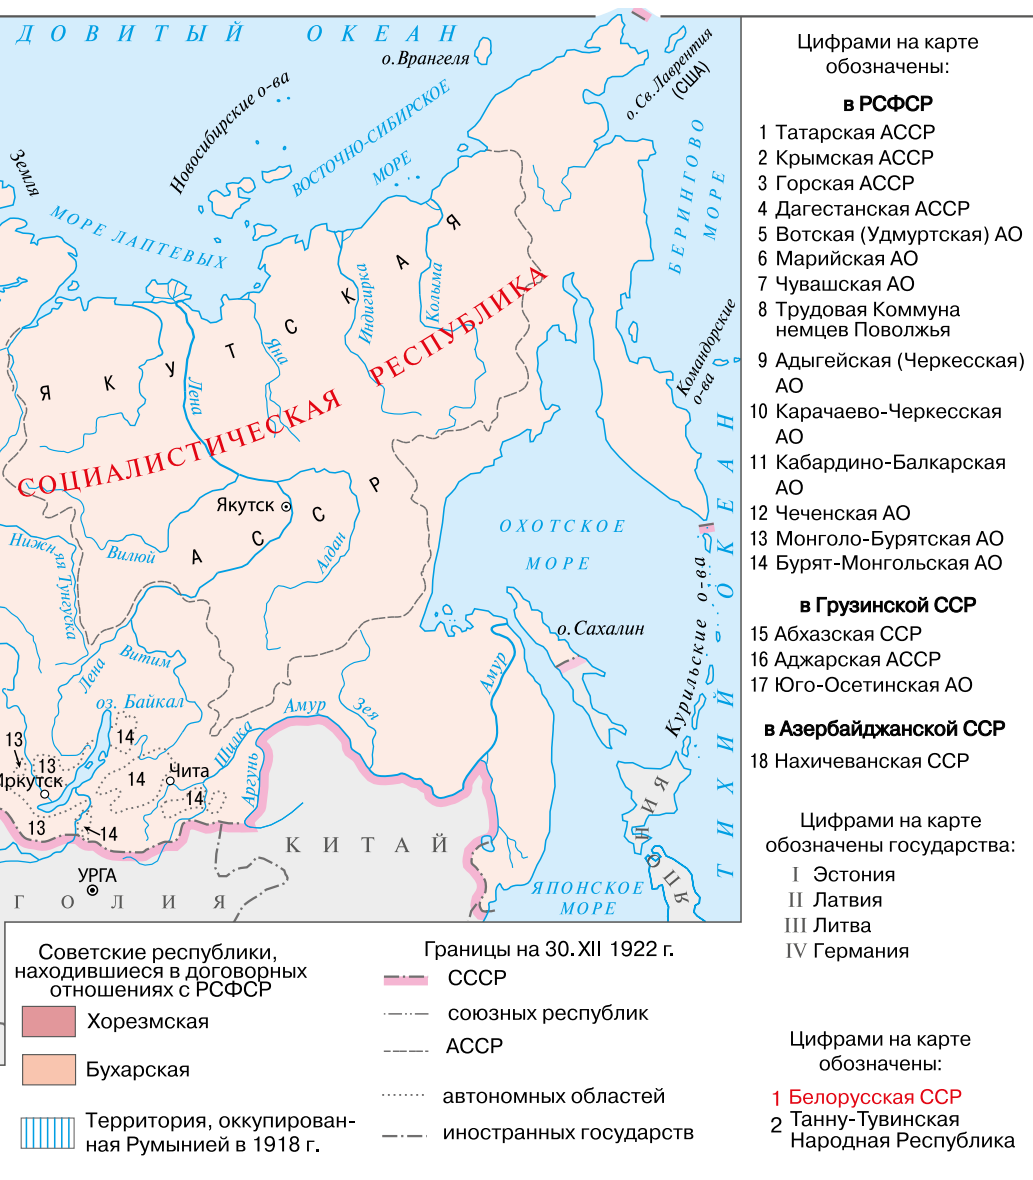 ДОВИТЫЙ ОКЕАН
о. Врангеля
о. Св. Лаврентия
(США)
Новосибирские о-ва
ВОСТОЧНО-СИБИРСКОЕ
МОРЕ
Земля
МОРЕ ЛАПТЕВЫХ
БЕРИНГОВО
МОРЕ
ЯКУТСКАЯ
Индигирка
Колыма
Яна
Лена
СОЦИАЛИСТИЧЕСКАЯ РЕСПУБЛИКА
Командорские
о-ва
АССР
Якутск
Вилюй
Алдан
Нижняя Тунгуска
ОХОТСКОЕ
МОРЕ
ТИХИЙ ОКЕАН
Курильские о-ва
о. Сахалин
Лена
Витим
оз. Байкал
Шилка
Аргунь
Амур
Зея
Амур
13
13
14
14
14
13
14
Иркутск
Чита
КИТАЙ
УРГА
ГОЛИЯ
ЯПОНСКОЕ
МОРЕ
ЯПОНИЯ
Цифрами на карте
обозначены:
в РСФСР
1 Татарская АССР
2 Крымская АССР
3 Горская АССР
4 Дагестанская АССР
5 Вотская (Удмуртская) АО
6 Марийская АО
7 Чувашская АО
8 Трудовая Коммуна
немцев Поволжья
9 Адыгейская (Черкесская)
АО
10 Карачаево-Черкесская
АО
11 Кабардино-Балкарская
АО
12 Чеченская АО
13 Монголо-Бурятская АО
14 Бурят-Монгольская АО
в Грузинской ССР
15 Абхазская ССР
16 Аджарская АССР
17 Юго-Осетинская АО
в Азербайджанской ССР
18 Нахичеванская ССР
Цифрами на карте
обозначены государства:
I Эстония
II Латвия
III Литва
IV Германия
Цифрами на карте
обозначены:
1 Белорусская ССР
2 Танну-Тувинская
Народная Республика
Советские республики,
находившиеся в договорных
отношениях с РСФСР
Хорезмская
Бухарская
Территория, оккупирован-
ная Румынией в 1918 г.
Границы на 30. XII 1922 г.
СССР
союзных республик
АССР
автономных областей
иностранных государств